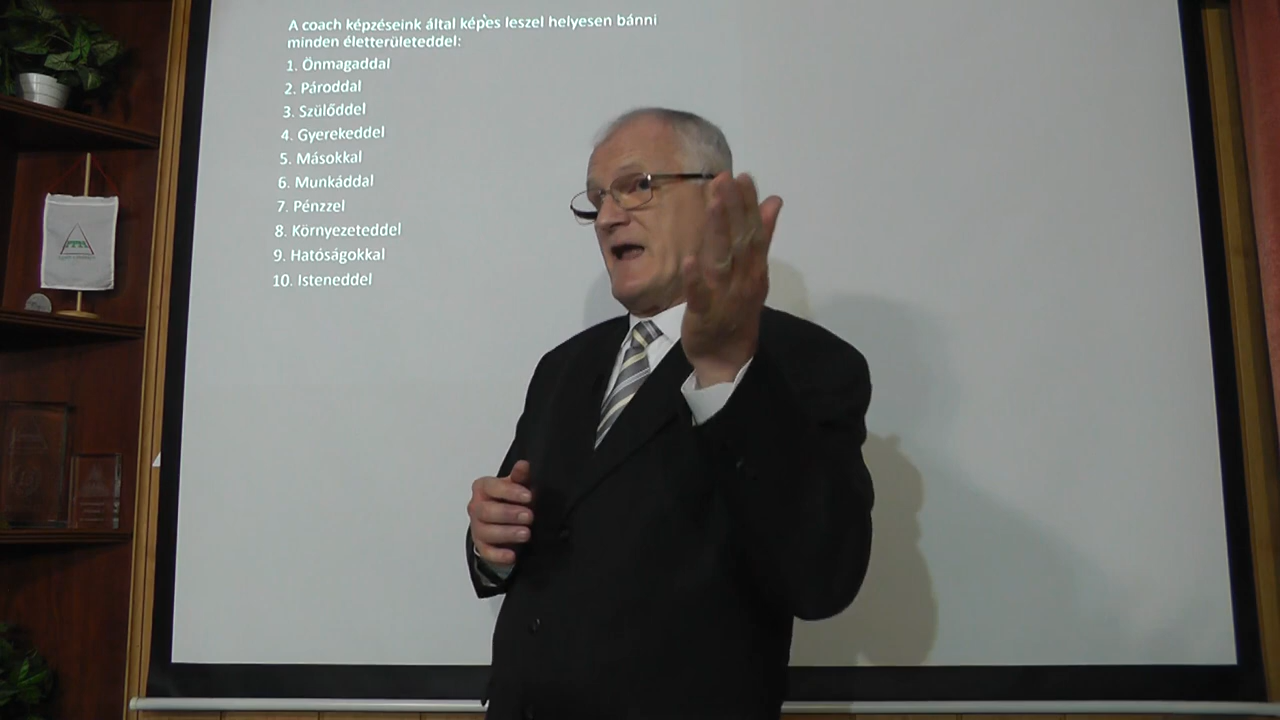 A coach képzéseink által képes leszel helyesen bánni
minden életterületeddel:
1. Önmagaddal
2. Pároddal
3. Szülőddel
4. Gyerekeddel
5. Másokkal
6. Munkáddal
7. Pénzzel
8. Környezeteddel
9. Hatóságokkal
10. Isteneddel